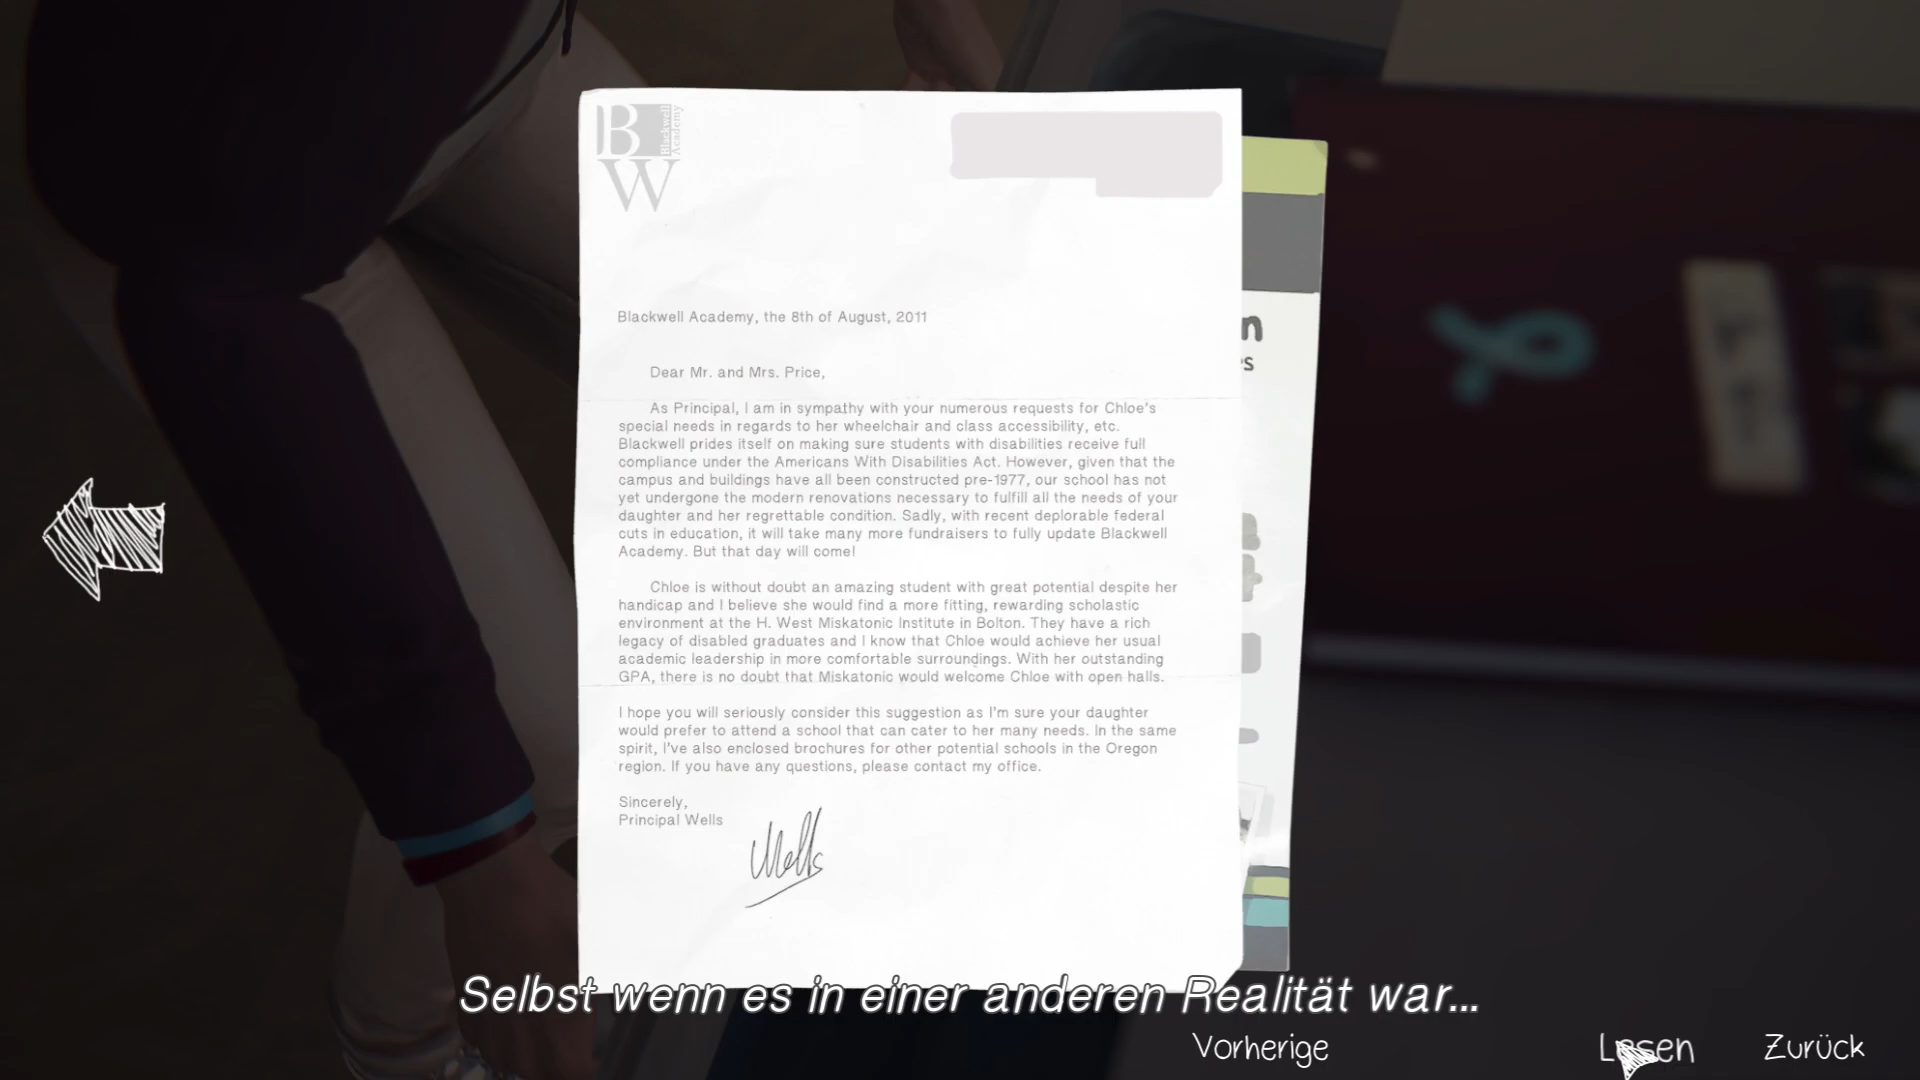 B
Blackwell
Academy
W
Blackwell Academy, the 8th of August, 2011
Dear Mr. and Mrs. Price,
As Principal, I am in sympathy with your numerous requests for Chloe's
special needs in regards to her wheelchair and class accessibility, etc.
Blackwell prides itself on making sure students with disabilities receive full
compliance under the Americans With Disabilities Act. However, given that the
campus and buildings have all been constructed pre-1977, our school has not
yet undergone the modern renovations necessary to fulfill all the needs of your
daughter and her regrettable condition. Sadly, with recent deplorable federal
cuts in education, it will take many more fundraisers to fully update Blackwell
Academy. But that day will come!
Chloe is without doubt an amazing student with great potential despite her
handicap and I believe she would find a more fitting, rewarding scholastic
environment at the H. West Miskatonic Institute in Bolton. They have a rich
legacy of disabled graduates and I know that Chloe would achieve her usual
academic leadership in more comfortable surroundings. With her outstanding
GPA, there is no doubt that Miskatonic would welcome Chloe with open halls.
I hope you will seriously consider this suggestion as I'm sure your daughter
would prefer to attend a school that can cater to her many needs. In the same
spirit, I've also enclosed brochures for other potential schools in the Oregon
region. If you have any questions, please contact my office.
Sincerely,
Principal Wells
Wells
Selbst wenn es in einer anderen Realität war...
Vorherige
Lesen
Zurück